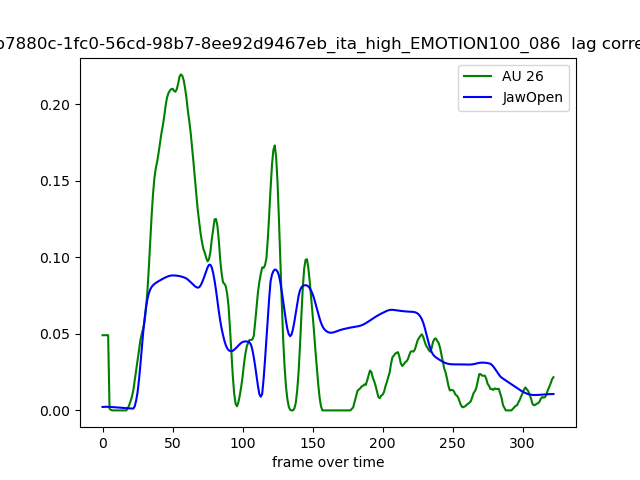 b7880c-1fc0-56cd-98b7-8ee92d9467eb_ita_high_EMOTION100_086 lag corre
AU 26
JawOpen
0.20
0.15
0.10
0.05
0.00
0 50 100 150 200 250 300
frame over time